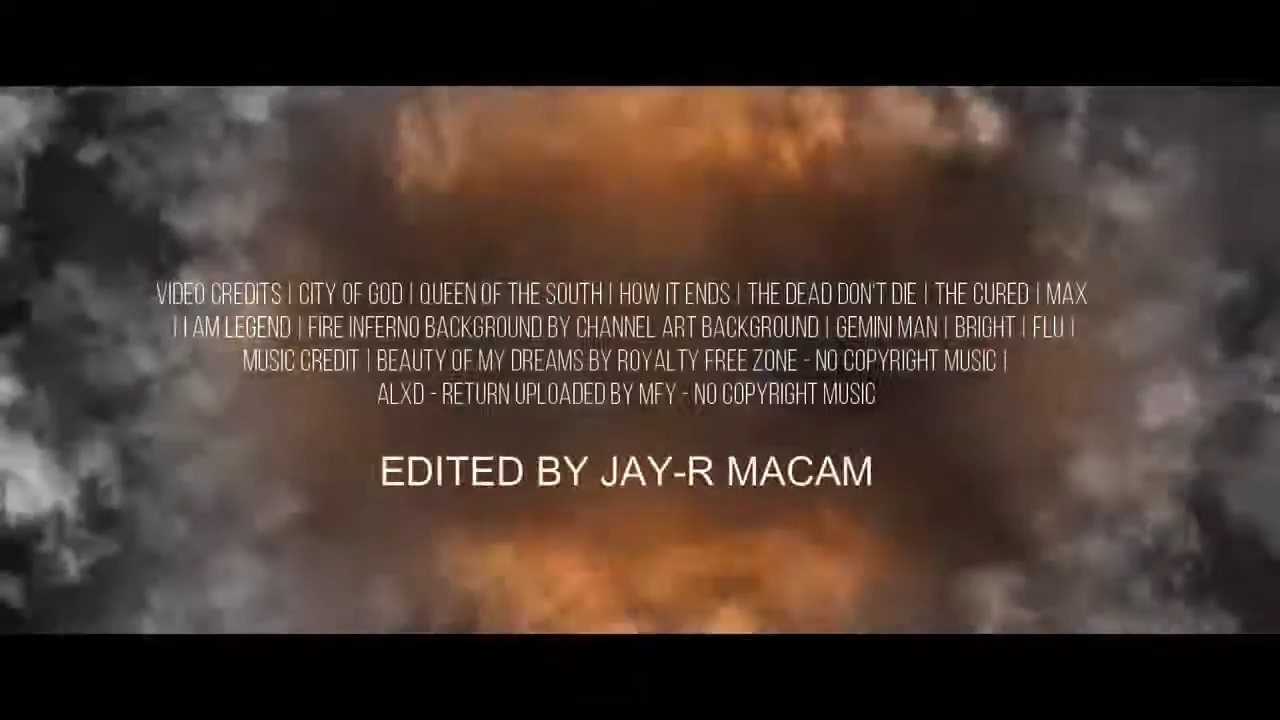 VIDEO CREDITS | CITY OF GOD | QUEEN OF THE SOUTH | HOW IT ENDS | THE DEAD DON'T DIE | THE CURED | MAX
| I AM LEGEND | FIRE INFERNO BACKGROUND BY CHANNEL ART BACKGROUND | GEMINI MAN | BRIGHT | FLU |
MUSIC CREDIT | BEAUTY OF MY DREAMS BY ROYALTY FREE ZONE - NO COPYRIGHT MUSIC |
ALXD - RETURN UPLOADED BY MFY - NO COPYRIGHT MUSIC
EDITED BY JAY-R MACAM